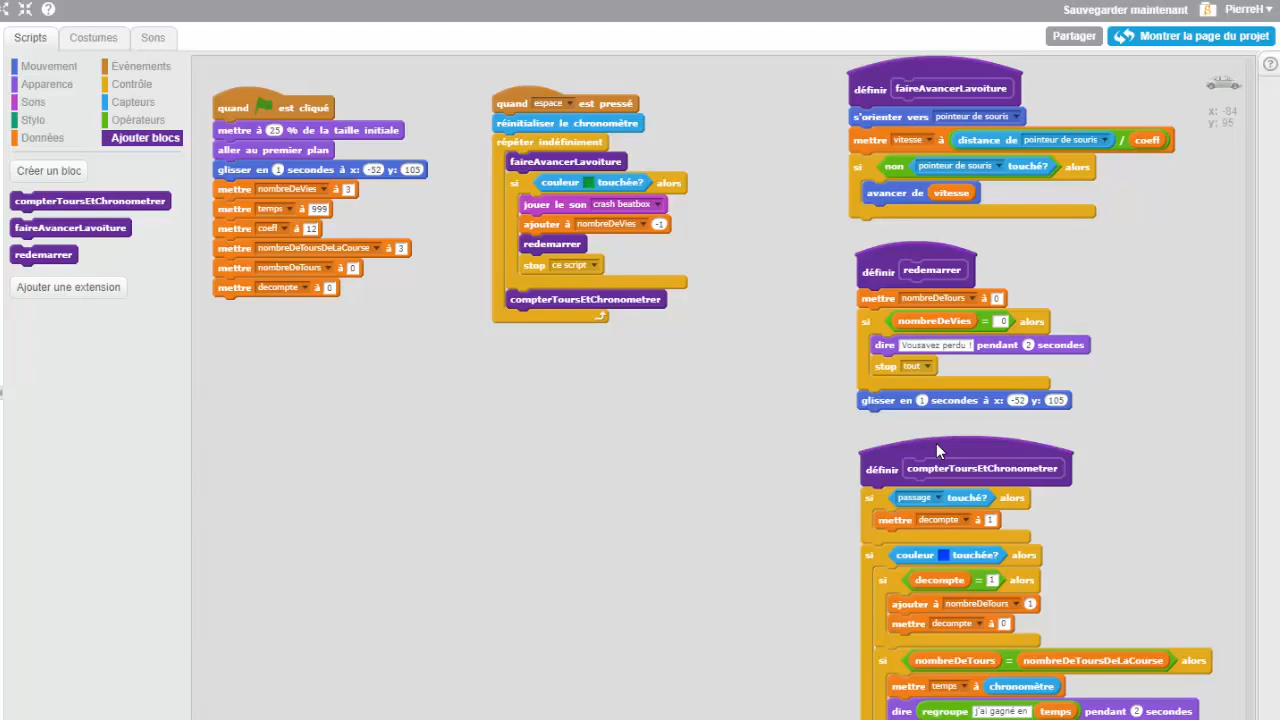 Sauvegarder maintenant
PierreH
Scripts
Costumes
Sons
Partager
Montrer la page du projet
Mouvement
Evènements
Apparence
Contrôle
Sons
Capteurs
Stylo
Opérateurs
Données
Ajouter blocs
Créer un bloc
compterToursEtChronometrer
faireAvancerLavoiture
redemarrer
Ajouter une extension
quand est cliqué
mettre à 25 % de la taille initiale
aller au premier plan
glisser en 1 secondes à x: -52 y: 105
mettre nombreDeVies à 3
mettre temps à 999
mettre coeff à 12
mettre nombreDeToursDeLaCourse à 3
mettre nombreDeTours à 0
mettre decompte à 0
quand espace est pressé
réinitialiser le chronomètre
répéter indéfiniment
faireAvancerLavoiture
si couleur touchée? alors
jouer le son crash beatbox
ajouter à nombreDeVies -1
redemarrer
stop ce script
compterToursEtChronometrer
définir faireAvancerLavoiture
s'orienter vers pointeur de souris
mettre vitesse à distance de pointeur de souris / coeff
si non pointeur de souris touché? alors
avancer de vitesse
x: -84
y: 95
définir redemarrer
mettre nombreDeTours à 0
si nombreDeVies = 0 alors
dire Vousavez perdu ! pendant 2 secondes
stop tout
glisser en 1 secondes à x: -52 y: 105
définir compterToursEtChronometrer
si passage touché? alors
mettre decompte à 1
si couleur touchée? alors
si decompte = 1 alors
ajouter à nombreDeTours 1
mettre decompte à 0
si nombreDeTours = nombreDeToursDeLaCourse alors
mettre temps à chronomètre
dire regroupe j'ai gagné en temps pendant 2 secondes